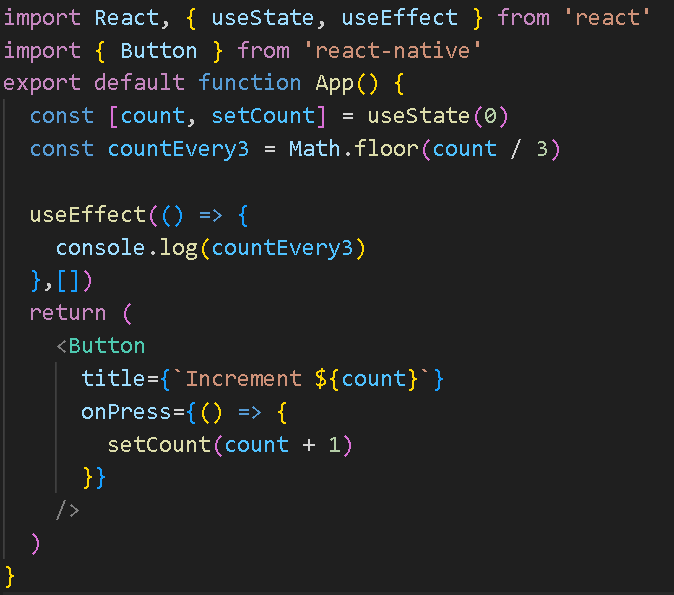 import React, { useState, useEffect } from 'react'
import { Button } from 'react-native'
export default function App() {
const [count, setCount] = useState(0)
const countEvery3 = Math.floor(count / 3)
useEffect(() => {
console.log(countEvery3)
},[])
return (
<Button
title={`Increment ${count}`}
onPress={() => {
setCount(count + 1)
}}
/>
)
}